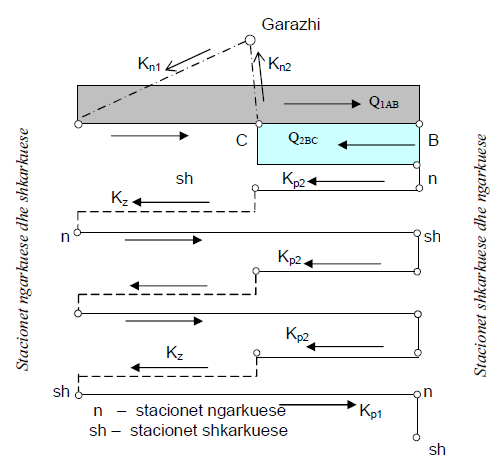 Garazhi
Kn1
Kn2
Q1AB
C
Q2BC
B
sh
Kp2
n
Kz
n
sh
Kp2
Kp2
Kz
sh
n
n – stacionet ngarkuese
Kp1
sh – stacionet shkarkuese
sh
Stacionet ngarkuese dhe shkarkuese
Stacionet shkarkuese dhe ngarkuese